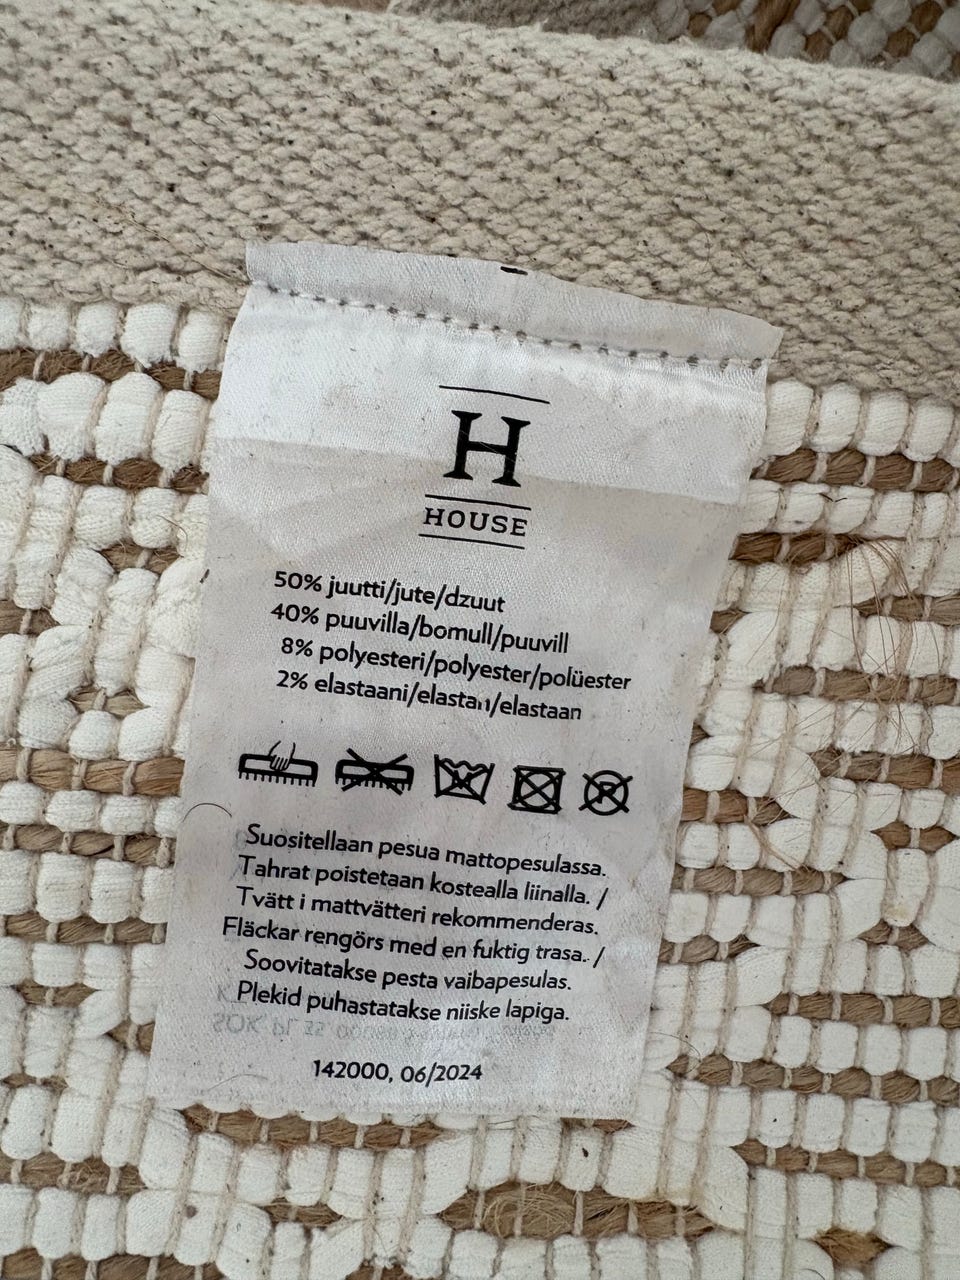 H
HOUSE
50% juutti/jute/dzuut
40% puuvilla/bomull/puuvill
8% polyesteri/polyester/polüester
2% elastaani/elastan/elastaan
P
Suositellaan pesua mattopesulassa.
Tahrat poistetaan kostealla liinalla. /
Tvätt i mattvätteri rekommenderas.
Fläckar rengörs med en fuktig trasa. /
Soovitatakse pesta vaibapesulas.
Plekid puhastatakse niiske lapiga.
142000, 06/2024